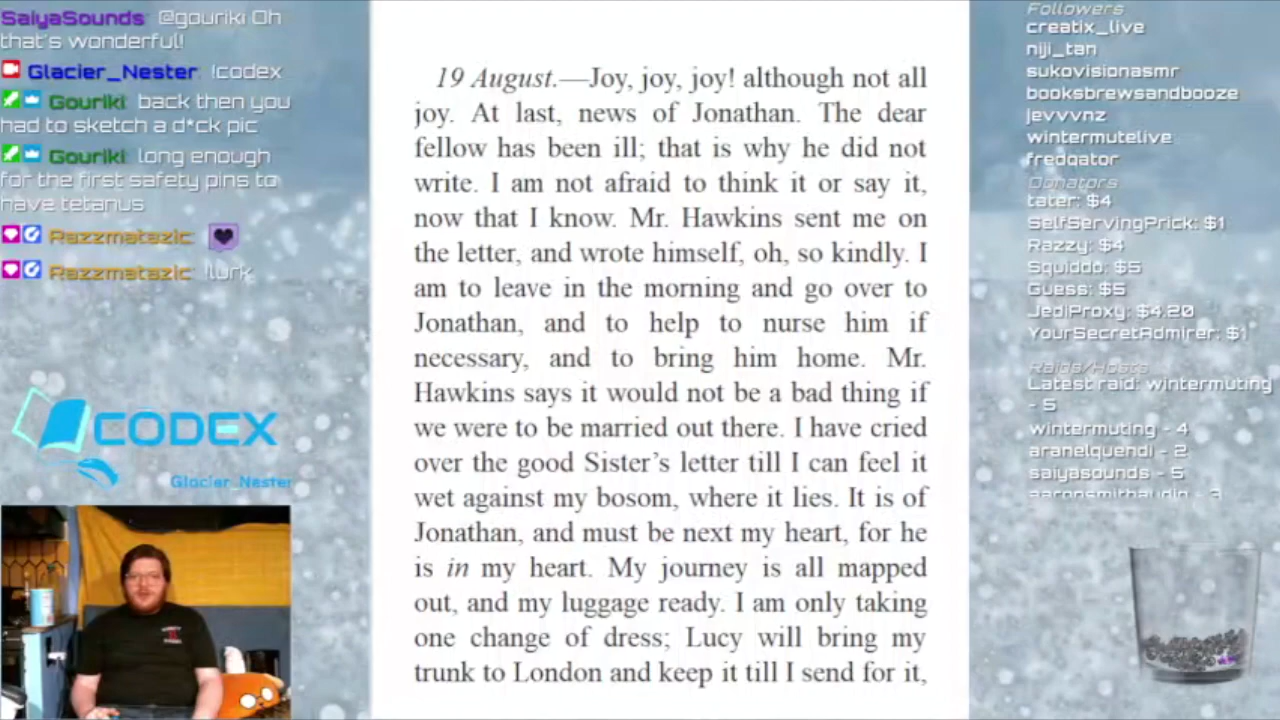 SaiyaSounds: @gouriki Oh
that's wonderful!
Glacier_Nester !codex
Gouriki: back then you
had to sketch a d*ck pic
Gouriki: long enough
for the first safety pins to
have tetanus
Razzmatazic:
Razzmatazic: !lurk
CODEX
Glacier_Nester
19 August.—Joy, joy, joy! although not all
joy. At last, news of Jonathan. The dear
fellow has been ill; that is why he did not
write. I am not afraid to think it or say it,
now that I know. Mr. Hawkins sent me on
the letter, and wrote himself, oh, so kindly. I
am to leave in the morning and go over to
Jonathan, and to help to nurse him if
necessary, and to bring him home. Mr.
Hawkins says it would not be a bad thing if
we were to be married out there. I have cried
over the good Sister’s letter till I can feel it
wet against my bosom, where it lies. It is of
Jonathan, and must be next my heart, for he
is in my heart. My journey is all mapped
out, and my luggage ready. I am only taking
one change of dress; Lucy will bring my
trunk to London and keep it till I send for it,
Followers
creatix_live
niji_tan
sukovisionasmr
booksbrewsandbooze
jevvvnz
wintermutelive
fredgator
Donators
tater: $4
SelfServingPrick: $1
Razzy: $4
Squiddo: $5
Guess: $5
JediProxy: $4.20
YourSecretAdmirer: $1
Raids/Hosts
Latest raid: wintermuting
- 5
wintermuting - 4
aranelquendi - 2
saiyasounds - 5